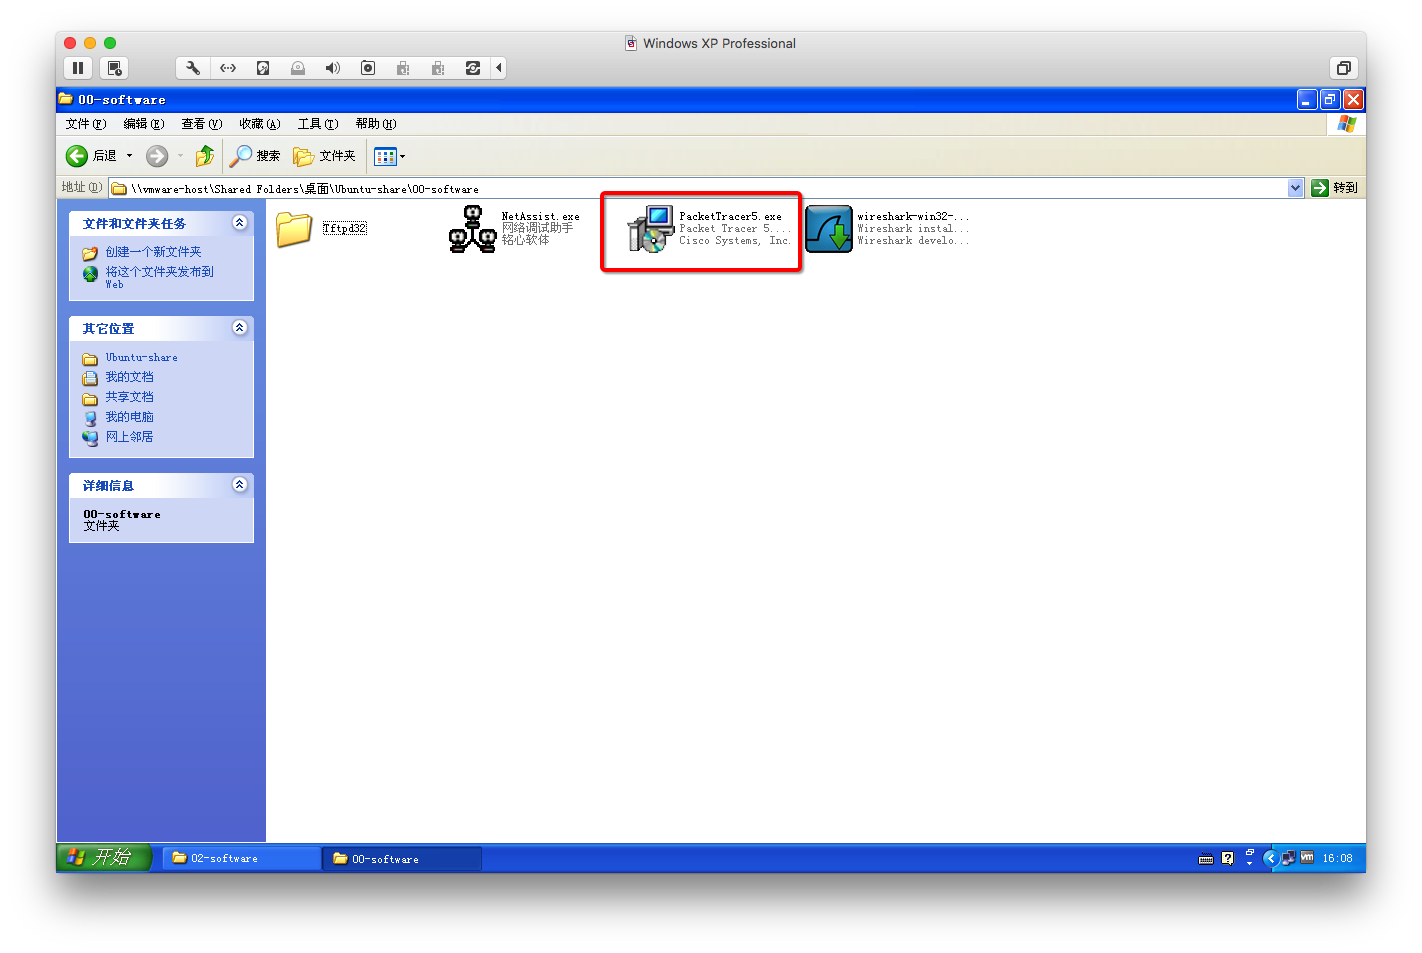 Windows XP Professional
00-software
文件(F) 编辑(E) 查看(V) 收藏(A) 工具(T) 帮助(H)
后退 搜索 文件夹
地址(D) \\vmware-host\Shared Folders\桌面\Ubuntu-share\00-software 转到
文件和文件夹任务
创建一个新文件夹
将这个文件夹发布到
Web
其它位置
Ubuntu-share
我的文档
共享文档
我的电脑
网上邻居
详细信息
00-software
文件夹
Tftpd32
NetAssist.exe
网络调试助手
铭心软体
PacketTracer5.exe
Packet Tracer 5....
Cisco Systems, Inc.
wireshark-win32-...
Wireshark instal...
Wireshark develo...
开始 02-software 00-software vm 16:08